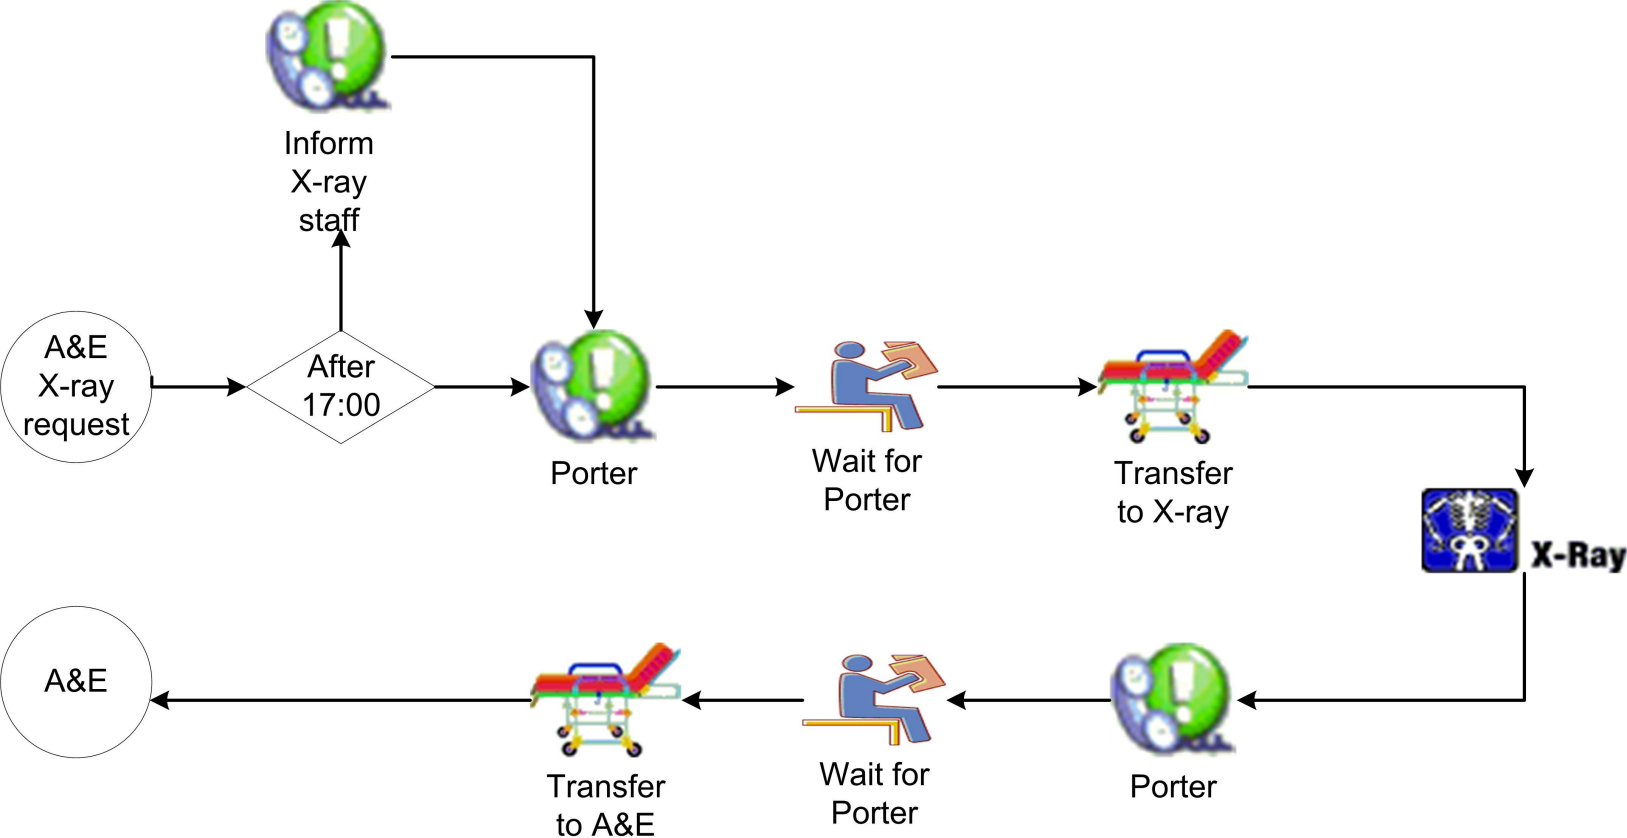 Inform
X-ray
staff
A&E
X-ray
request
After
17:00
Porter
Wait for
Porter
Transfer
to X-ray
X-Ray
A&E
Transfer
to A&E
Wait for
Porter
Porter